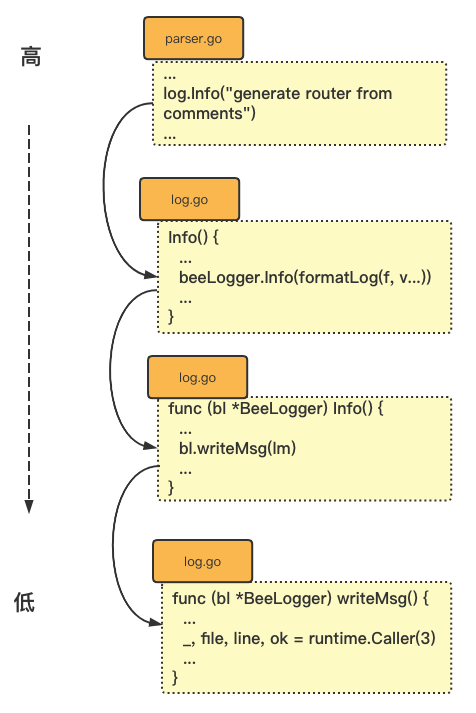 高
parser.go
...
log.Info("generate router from
comments")
...
log.go
Info() {
...
beeLogger.Info(formatLog(f, v...))
...
}
log.go
func (bl *BeeLogger) Info() {
...
bl.writeMsg(lm)
...
}
低
log.go
func (bl *BeeLogger) writeMsg() {
...
_, file, line, ok = runtime.Caller(3)
...
}